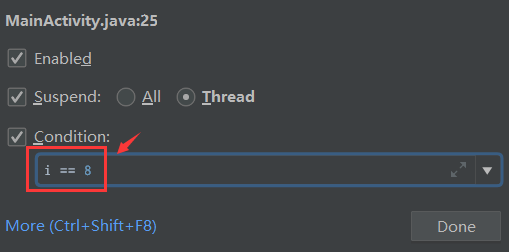 MainActivity.java:25
Enabled
Suspend: All Thread
Condition:
i == 8
More (Ctrl+Shift+F8) Done